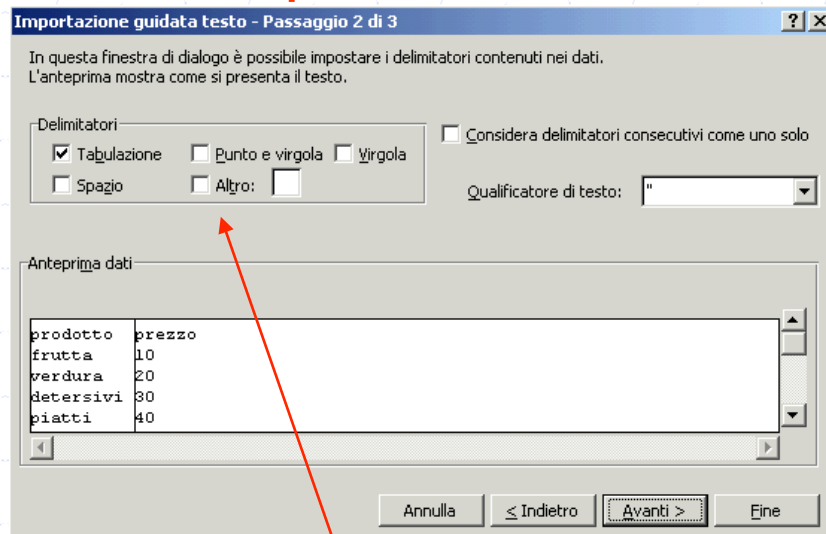 Importazione guidata testo - Passaggio 2 di 3
In questa finestra di dialogo è possibile impostare i delimitatori contenuti nei dati.
L'anteprima mostra come si presenta il testo.
Delimitatori
Tabulazione Punto e virgola Virgola
Spazio Altro:
Considera delimitatori consecutivi come uno solo
Qualificatore di testo: "
Anteprima dati
prodotto prezzo
frutta 10
verdura 20
detersivi 30
piatti 40
Annulla < Indietro Avanti > Fine